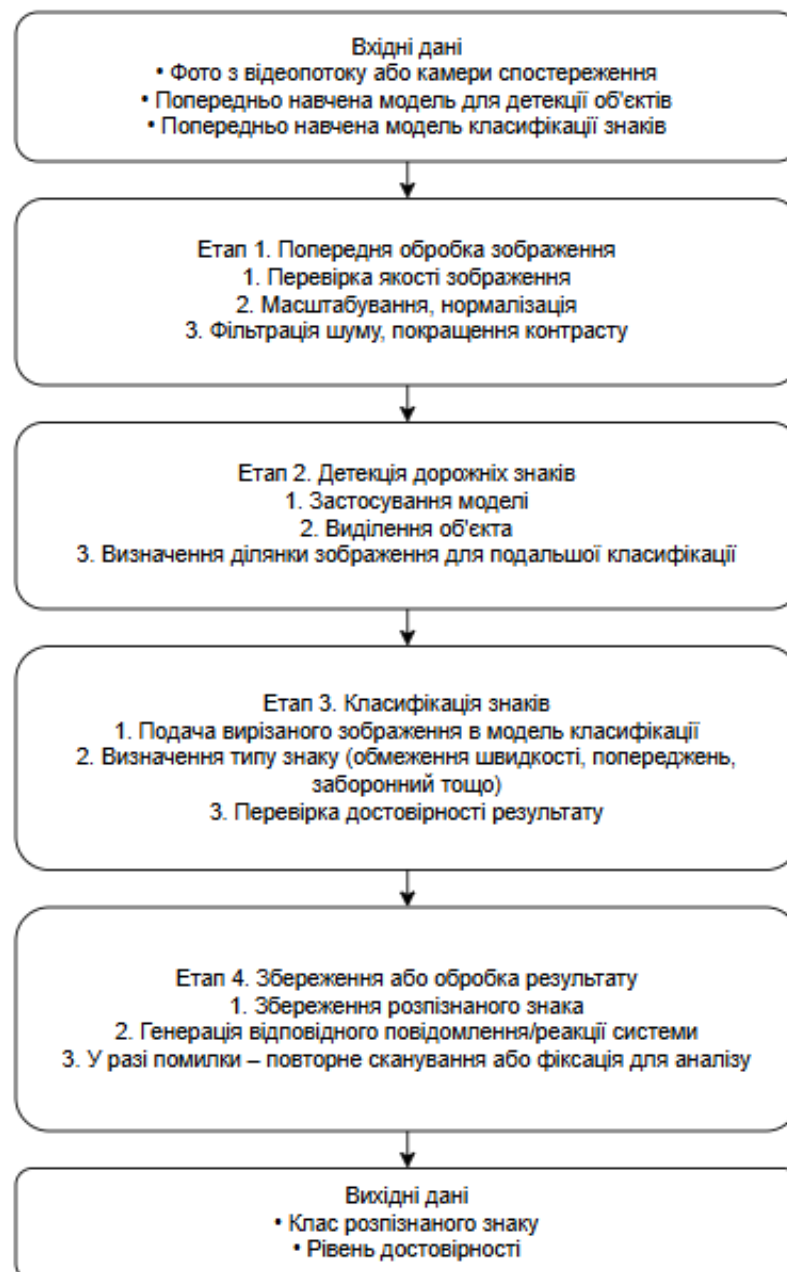 Вхідні дані
• Фото з відеопотоку або камери спостереження
• Попередньо навчена модель для детекції об'єктів
• Попередньо навчена модель класифікації знаків
Етап 1. Попередня обробка зображення
1. Перевірка якості зображення
2. Масштабування, нормалізація
3. Фільтрація шуму, покращення контрасту
Етап 2. Детекція дорожніх знаків
1. Застосування моделі
2. Виділення об'єкта
3. Визначення ділянки зображення для подальшої класифікації
Етап 3. Класифікація знаків
1. Подача вирізаного зображення в модель класифікації
2. Визначення типу знаку (обмеження швидкості, попереджень,
заборонний тощо)
3. Перевірка достовірності результату
Етап 4. Збереження або обробка результату
1. Збереження розпізнаного знака
2. Генерація відповідного повідомлення/реакції системи
3. У разі помилки – повторне сканування або фіксація для аналізу
Вихідні дані
• Клас розпізнаного знаку
• Рівень достовірності